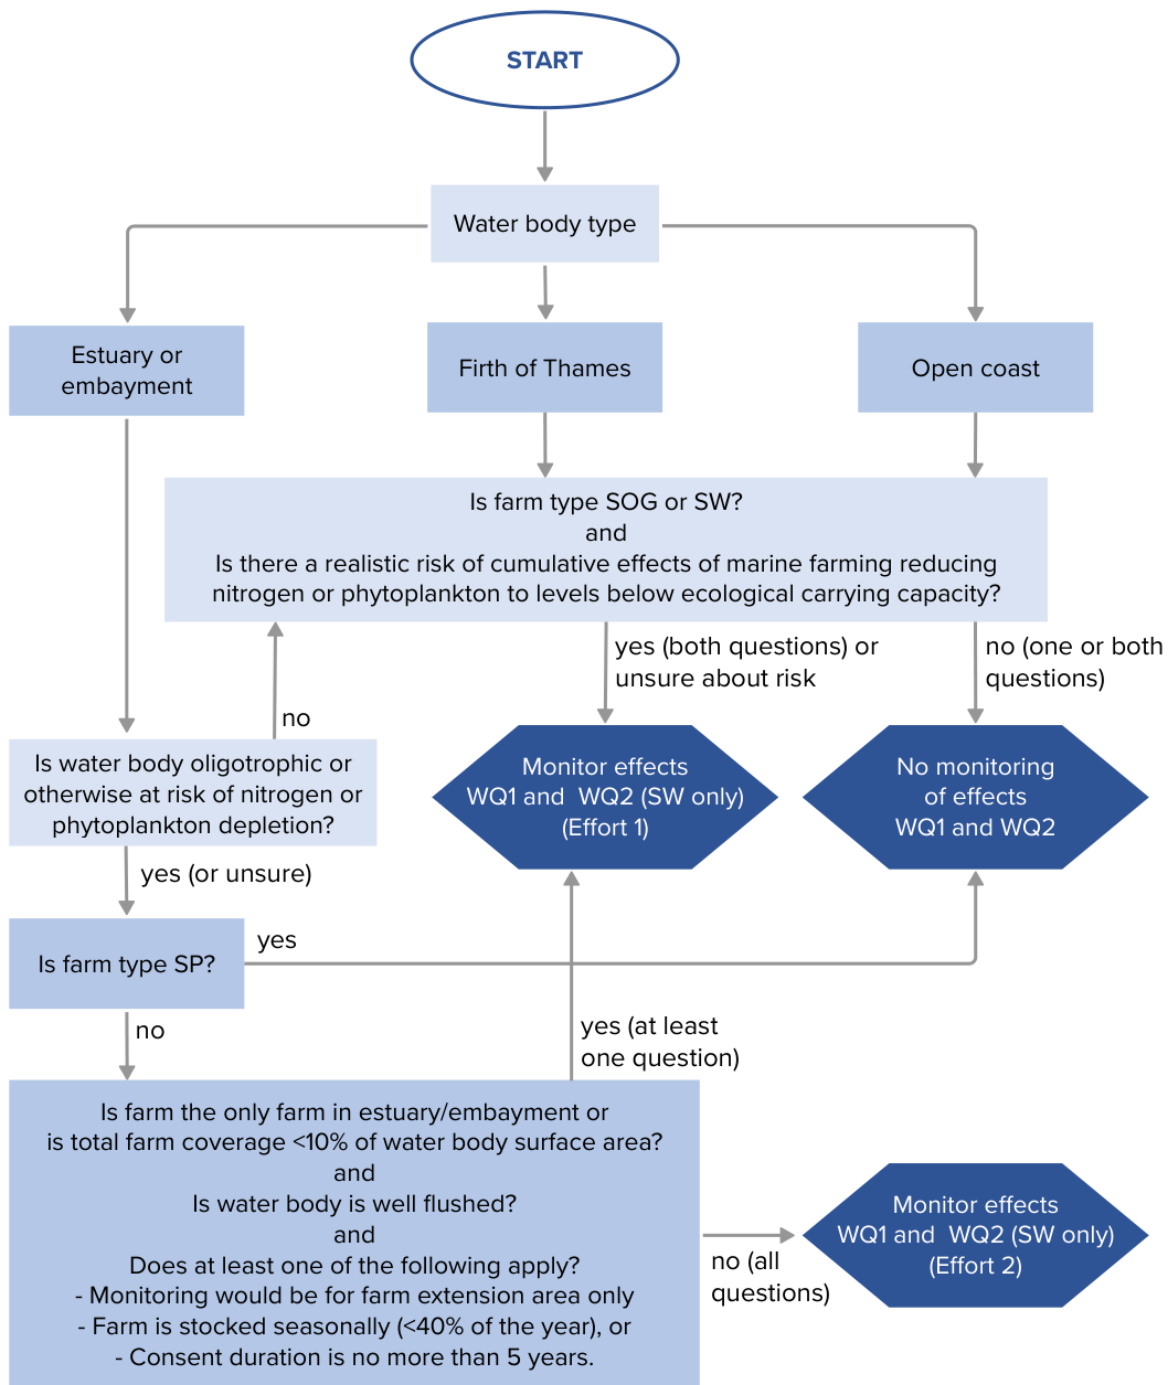 START
Water body type
Estuary or
embayment
Firth of Thames
Open coast
Is farm type SOG or SW?
and
Is there a realistic risk of cumulative effects of marine farming reducing
nitrogen or phytoplankton to levels below ecological carrying capacity?
yes (both questions) or
unsure about risk
no (one or both
questions)
no
Is water body oligotrophic or
otherwise at risk of nitrogen or
phytoplankton depletion?
Monitor effects
WQ1 and WQ2 (SW only)
(Effort 1)
No monitoring
of effects
WQ1 and WQ2
yes (or unsure)
Is farm type SP?
yes
no
yes (at least
one question)
Is farm the only farm in estuary/embayment or
is total farm coverage <10% of water body surface area?
and
Is water body is well flushed?
and
Does at least one of the following apply?
- Monitoring would be for farm extension area only
- Farm is stocked seasonally (<40% of the year), or
- Consent duration is no more than 5 years.
no (all
questions)
Monitor effects
WQ1 and WQ2 (SW only)
(Effort 2)